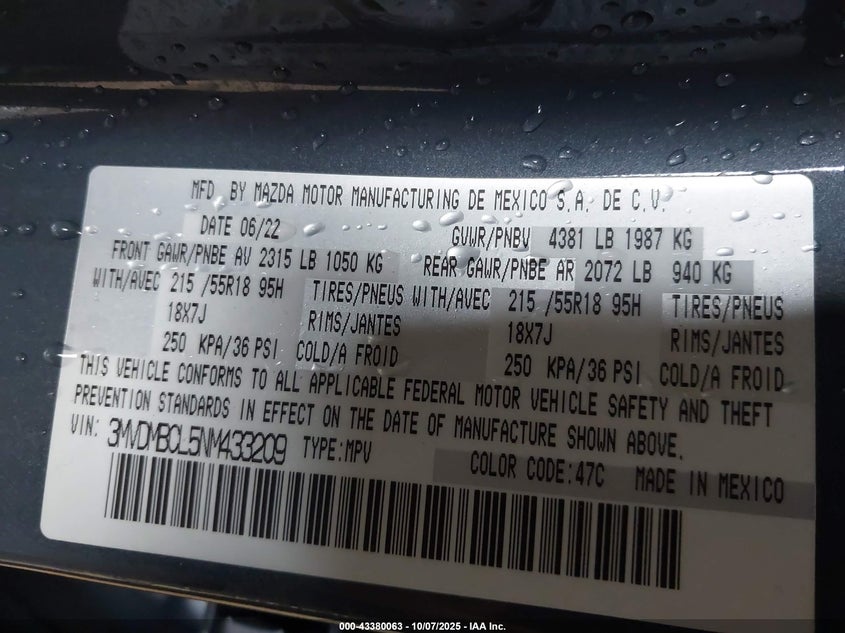 MFD BY MAZDA MOTOR MANUFACTURING DE MEXICO S.A. DE C.V.
DATE 06/22 GVWR/PNBV 4381 LB 1987 KG
FRONT GAWR/PNBE AV 2315 LB 1050 KG REAR GAWR/PNBE AR 2072 LB 940 KG
WITH/AVEC 215 /55R18 95H TIRES/PNEUS WITH/AVEC 215 /55R18 95H TIRES/PNEUS
18X7J RIMS/JANTES 18X7J RIMS/JANTES
250 KPA/36 PSI COLD/A FROID 250 KPA/36 PSI COLD/A FROID
THIS VEHICLE CONFORMS TO ALL APPLICABLE FEDERAL MOTOR VEHICLE SAFETY AND THEFT
PREVENTION STANDARDS IN EFFECT ON THE DATE OF MANUFACTURE SHOWN ABOVE.
VIN: 3MVDMBCL5NM433209 TYPE:MPV COLOR CODE:47C MADE IN MEXICO
000-43380063 - 10/07/2025 - IAA Inc.